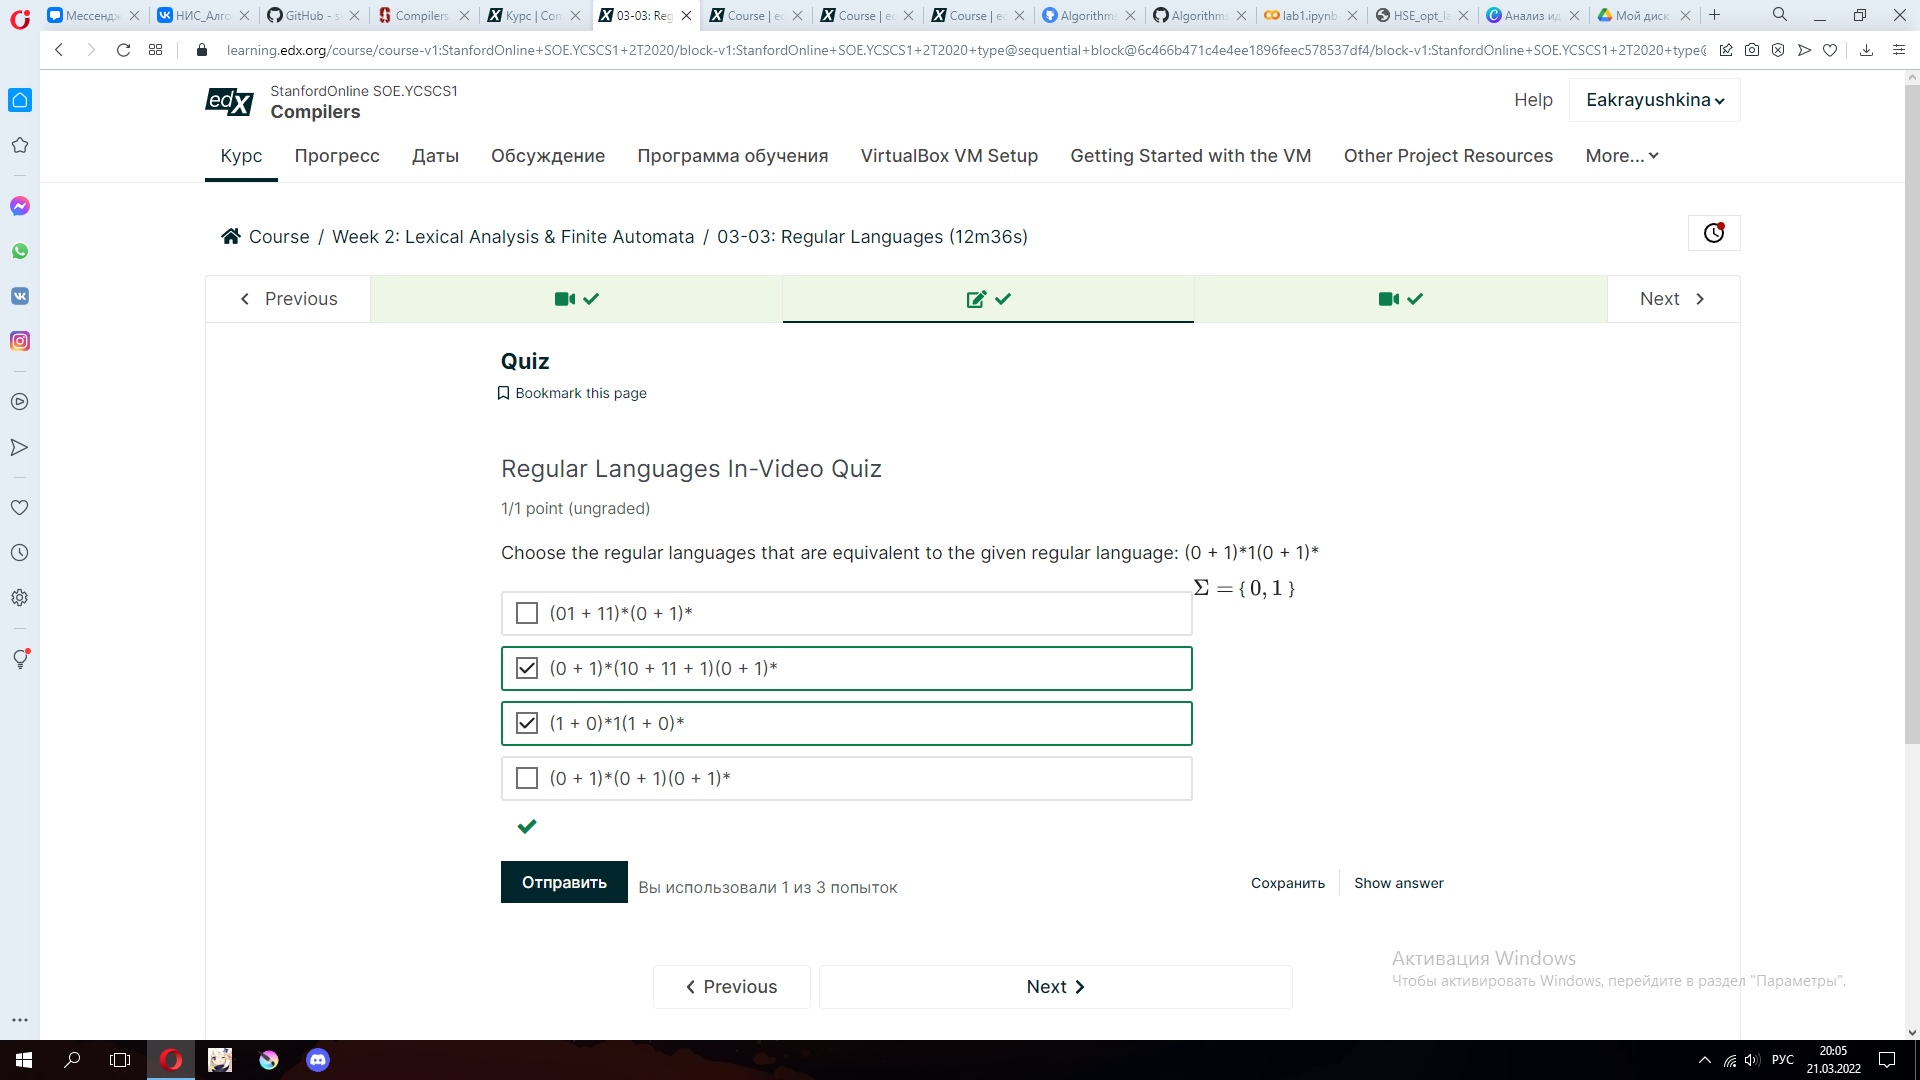 Мессендж
НИС_Алго
GitHub - s
Compilers
Курс | Con
03-03: Reg
Course | ed
Course | ed
Course | ed
Algorithms
Algorithms
lab1.ipynb
HSE_opt_la
Анализ ид
Мой диск
learning.edx.org/course/course-v1:StanfordOnline+SOE.YCSCS1+2T2020/block-v1:StanfordOnline+SOE.YCSCS1+2T2020+type@sequential+block@6c466b471c4e4ee1896feec578537df4/block-v1:StanfordOnline+SOE.YCSCS1+2T2020+type@
edX
StanfordOnline SOE.YCSCS1
Compilers
Help
Eakrayushkina
Курс Прогресс Даты Обсуждение Программа обучения VirtualBox VM Setup Getting Started with the VM Other Project Resources More...
Course / Week 2: Lexical Analysis & Finite Automata / 03-03: Regular Languages (12m36s)
Previous
Next
Quiz
Bookmark this page
Regular Languages In-Video Quiz
1/1 point (ungraded)
Choose the regular languages that are equivalent to the given regular language: (0 + 1)*1(0 + 1)*
Σ = { 0, 1 }
(01 + 11)*(0 + 1)*
(0 + 1)*(10 + 11 + 1)(0 + 1)*
(1 + 0)*1(1 + 0)*
(0 + 1)*(0 + 1)(0 + 1)*
Отправить
Вы использовали 1 из 3 попыток
Сохранить
Show answer
Previous
Next
Активация Windows
Чтобы активировать Windows, перейдите в раздел "Параметры".
РУС
20:05
21.03.2022